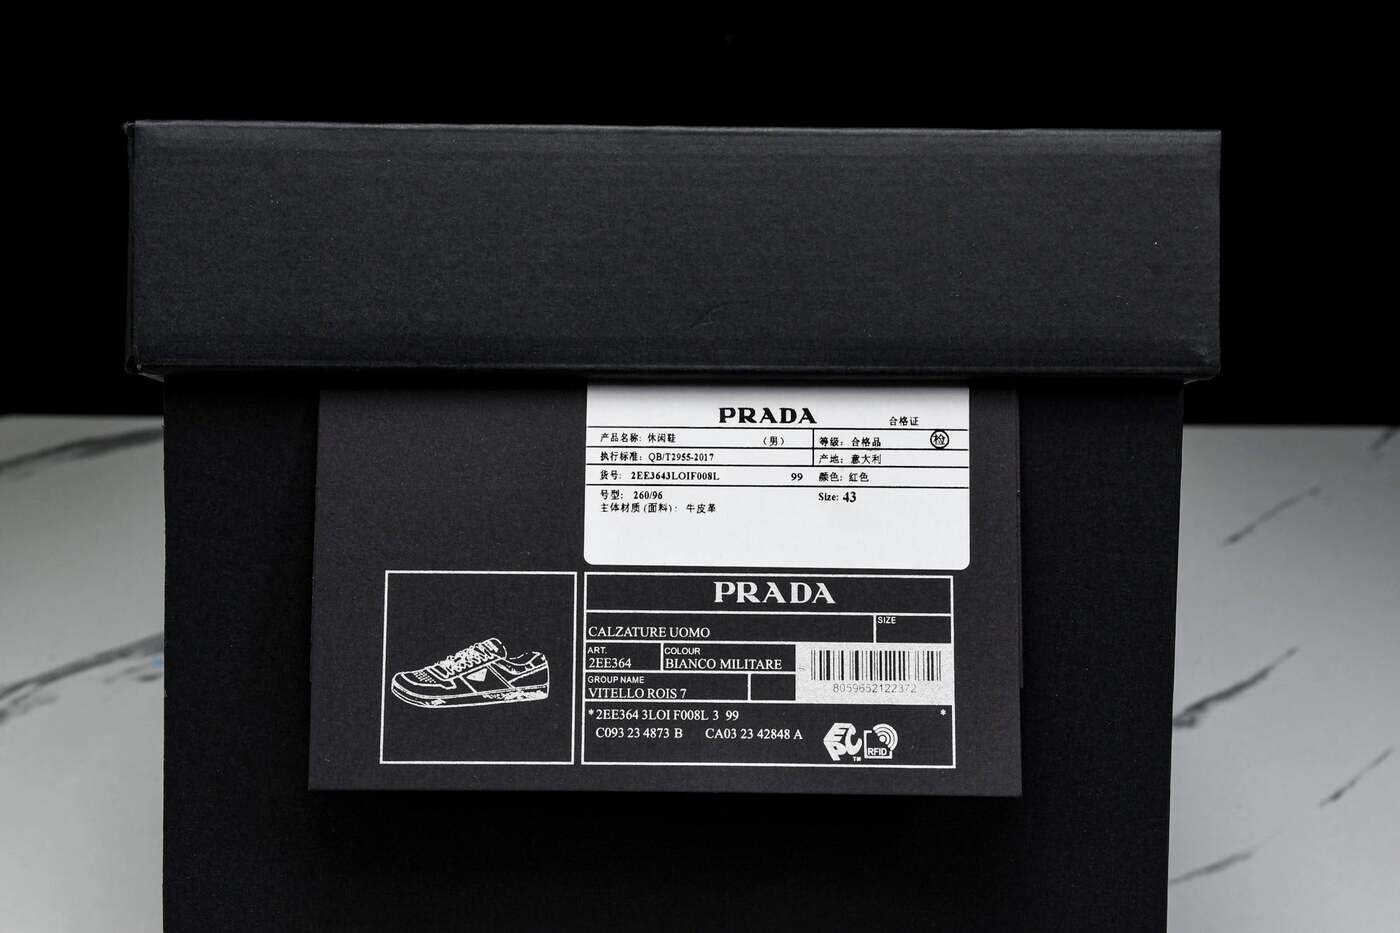 PRADA 合格证
产品名称: 休闲鞋 (男) 等级: 合格品 检
执行标准: QB/T2955-2017 产地: 意大利
货号: 2EE3643LOIF008L 99 颜色: 红色
号型: 260/96 Size: 43
主体材质(面料): 牛皮革
PRADA
CALZATURE UOMO SIZE
ART. COLOUR
2EE364 BIANCO MILITARE
GROUP NAME
VITELLO ROIS 7
8059652122372
*2EE364 3LOI F008L 3 99 *
C093 23 4873 B CA03 23 42848 A
EPC TM RFID